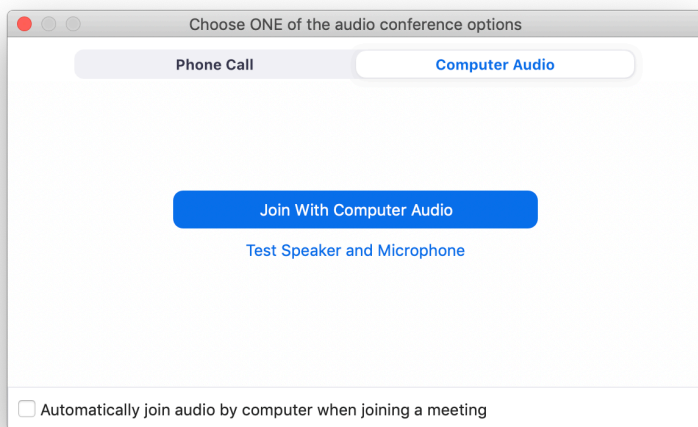 Choose ONE of the audio conference options
Phone Call
Computer Audio
Join With Computer Audio
Test Speaker and Microphone
Automatically join audio by computer when joining a meeting